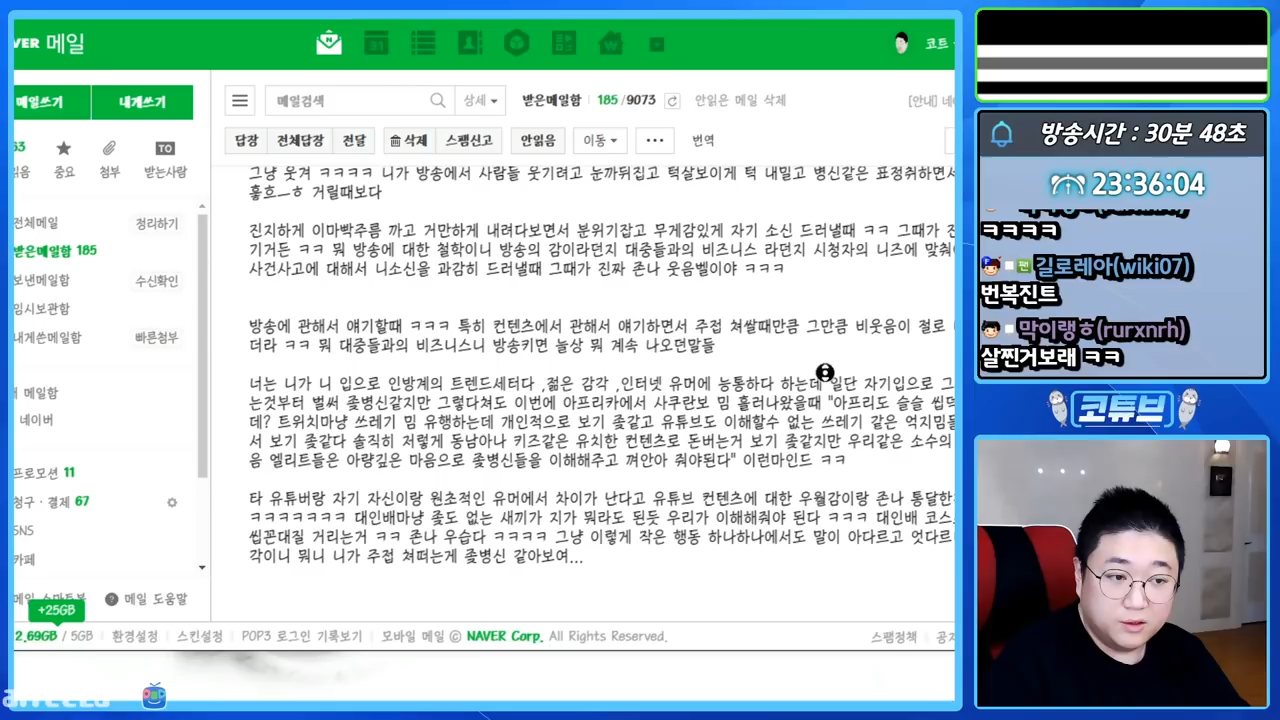 VER 메일
코트
메일쓰기 내게쓰기
메일검색 상세 받은메일함 185/9073 안읽은 메일 삭제 [안내]
답장 전체답장 전달 삭제 스팸신고 안읽음 이동 ... 번역
중요 첨부 TO 받는사람
전체메일 정리하기
받은메일함 185
보낸메일함 수신확인
임시보관함
내게쓴메일함 빠른첨부
메일함
네이버
프로모션 11
청구·결제 67
SNS
카페
메일 도움말
+25GB
2.69GB / 5GB 환경설정 스킨설정 POP3 로그인 기록보기 모바일 메일 ⓒ NAVER Corp. All Rights Reserved. 스팸정책
그냥 웃겨 ㅋㅋㅋㅋ 니가 방송에서 사람들 웃기려고 눈까뒤집고 턱살보이게 턱 내밀고 병신같은 표정취하면서
홓흐ㅡㅎ 거릴때보다
진지하게 이마박주름 까고 거만하게 내려다보면서 분위기잡고 무게감있게 자기 소신 드러낼때 ㅋㅋ 그때가 진
기거든 ㅋㅋ 뭐 방송에 대한 철학이니 방송의 감이라던지 대중들과의 비즈니스 라던지 시청자의 니즈에 맞춰
사건사고에 대해서 니소신을 과감히 드러낼때 그때가 진짜 존나 웃음벨이야 ㅋㅋㅋ
방송에 관해서 얘기할때 ㅋㅋㅋ 특히 컨텐츠에서 관해서 얘기하면서 주접 쳐쌀때만큼 그만큼 비웃음이 절로
더라 ㅋㅋ 뭐 대중들과의 비즈니스니 방송키면 늘상 뭐 계속 나오던말들
너는 니가 니 입으로 인방계의 트렌드세터다 ,젊은 감각 ,인터넷 유머에 능통하다 하는데 일단 자기입으로 그
는것부터 벌써 좆병신같지만 그렇다쳐도 이번에 아프리카에서 사쿠란보 밈 흘러나왔을때 "아프리도 슬슬 씹덕
데? 트위치마냥 쓰레기 밈 유행하는데 개인적으로 보기 좆같고 유튜브도 이해할수 없는 쓰레기 같은 억지밈들
서 보기 좆같다 솔직히 저렇게 동남아나 키즈같은 유치한 컨텐츠로 돈버는거 보기 좆같지만 우리같은 소수의
음 엘리트들은 아량깊은 마음으로 좆병신들을 이해해주고 껴안아 춰야된다" 이런마인드 ㅋㅋ
타 유튜버랑 자기 자신이랑 원초적인 유머에서 차이가 난다고 유튜브 컨텐츠에 대한 우월감이랑 존나 통달한
ㅋㅋㅋㅋㅋㅋㅋ 대인배마냥 좆도 없는 새끼가 지가 뭐라도 된듯 우리가 이해해줘야 된다 ㅋㅋㅋ 대인배 코스
씹꼰대질 거리는거 ㅋㅋ 존나 우습다 ㅋㅋㅋㅋ 그냥 이렇게 작은 행동 하나하나에서도 말이 아다르고 엇다르
각이니 뭐니 니가 주접 쳐떠는게 좆병신 같아보여...
방송시간 : 30분 48초
23:36:04
ㅋㅋㅋㅋ
팬 길로레아(wiki07)
번복진트
막이랭ㅎ(rurxnrh)
살찐거보래 ㅋㅋ
코튜브